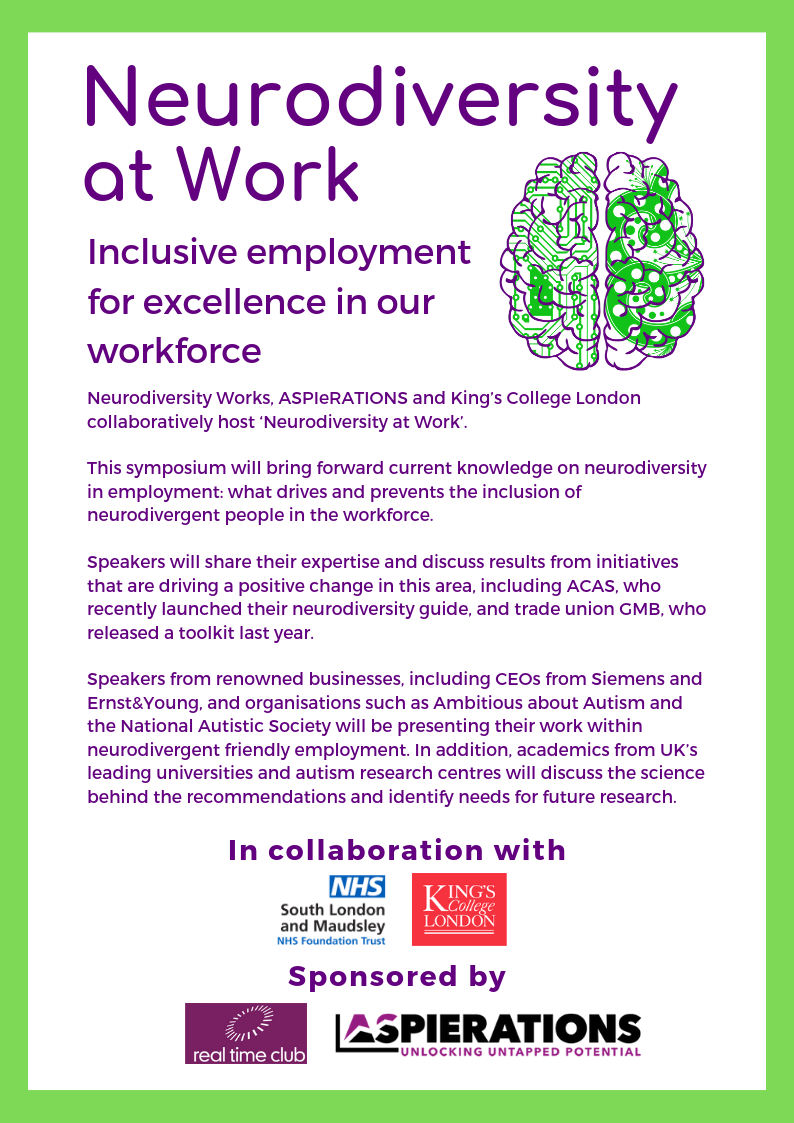 Neurodiversity
at Work
Inclusive employment
for excellence in our
workforce
Neurodiversity Works, ASPIeRATIONS and King's College London
collaboratively host ‘Neurodiversity at Work’.
This symposium will bring forward current knowledge on neurodiversity
in employment: what drives and prevents the inclusion of
neurodivergent people in the workforce.
Speakers will share their expertise and discuss results from initiatives
that are driving a positive change in this area, including ACAS, who
recently launched their neurodiversity guide, and trade union GMB, who
released a toolkit last year.
Speakers from renowned businesses, including CEOs from Siemens and
Ernst&Young, and organisations such as Ambitious about Autism and
the National Autistic Society will be presenting their work within
neurodivergent friendly employment. In addition, academics from UK's
leading universities and autism research centres will discuss the science
behind the recommendations and identify needs for future research.
In collaboration with
NHS
South London
and Maudsley
NHS Foundation Trust
KING'S
College
LONDON
Sponsored by
real time club
ASPIERATIONS
UNLOCKING UNTAPPED POTENTIAL